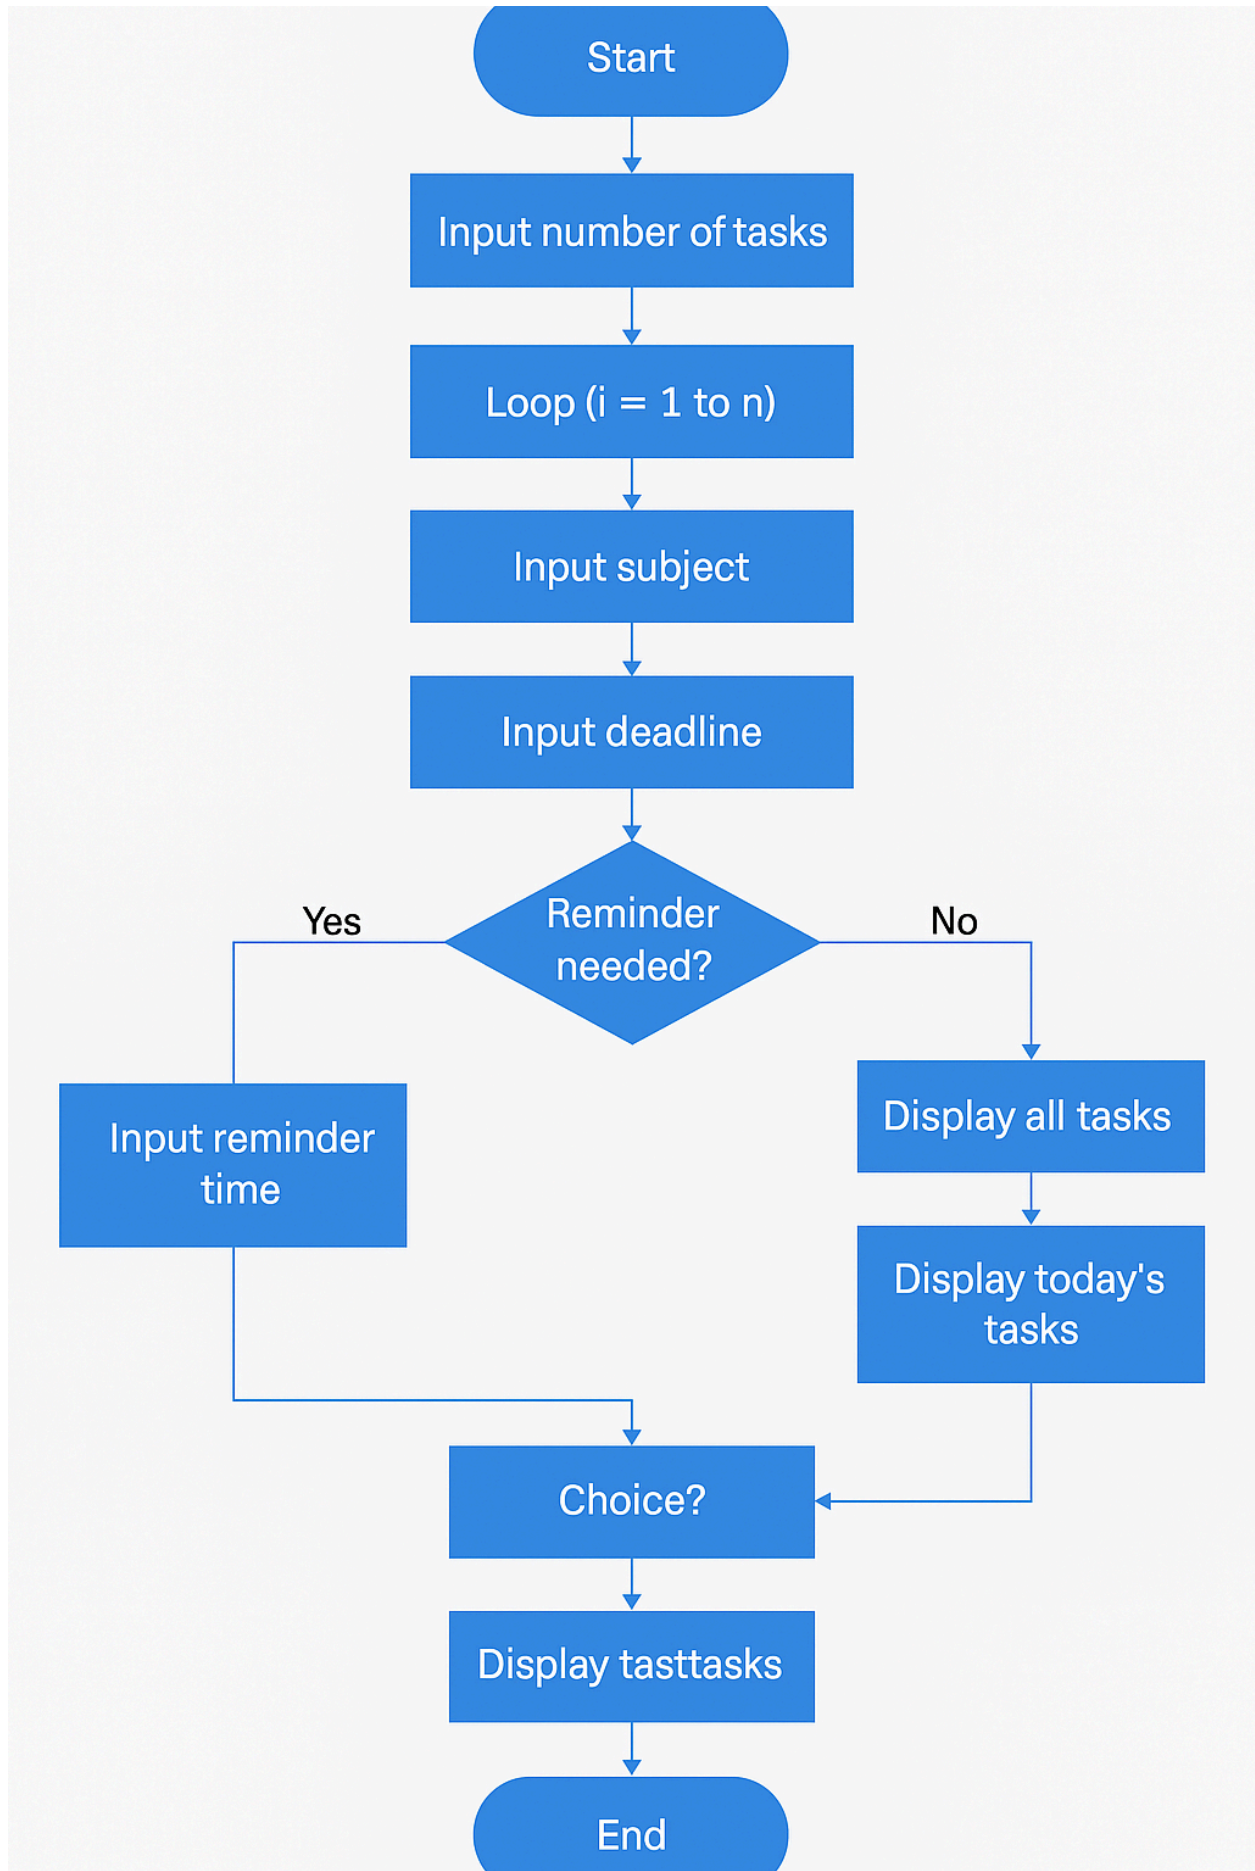 Start
Input number of tasks
Loop (i = 1 to n)
Input subject
Input deadline
Reminder
needed?
Yes
No
Input reminder
time
Display all tasks
Display today's
tasks
Choice?
Display tasttasks
End